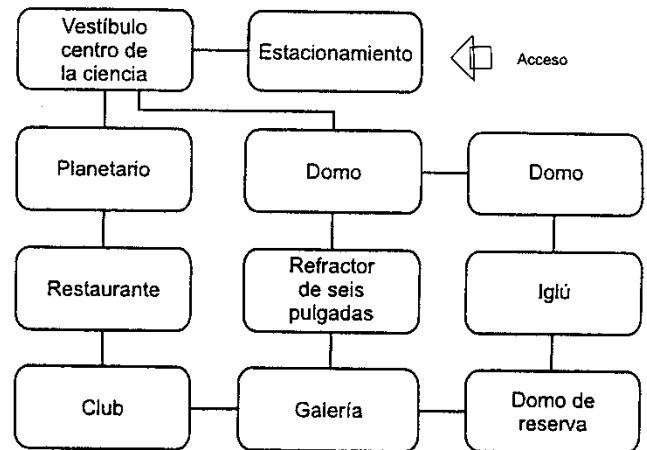 Vestíbulo
centro de
la ciencia
Estacionamiento
Acceso
Planetario
Domo
Domo
Restaurante
Refractor
de seis
pulgadas
Iglú
Club
Galería
Domo de
reserva